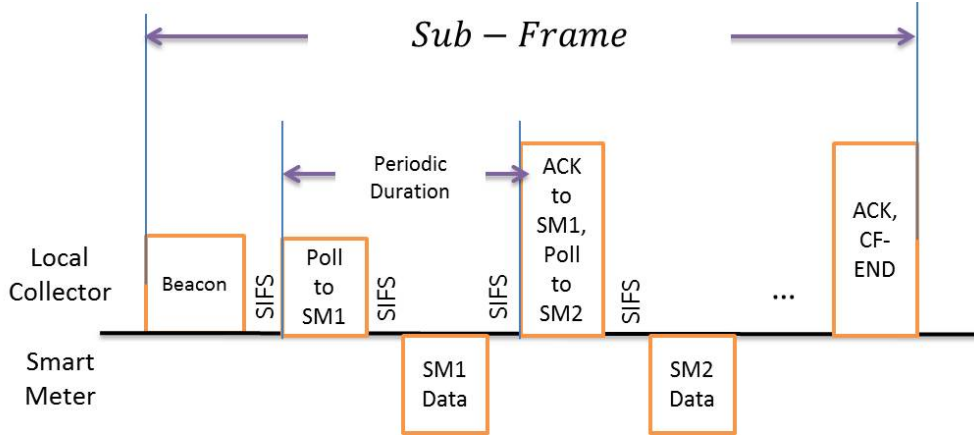 Sub − Frame
Periodic
Duration
ACK
to
SM1,
Poll
to
SM2
ACK,
CF-
END
Local
Collector
Beacon
SIFS
Poll
to
SM1
SIFS
SIFS
SIFS
...
Smart
Meter
SM1
Data
SM2
Data